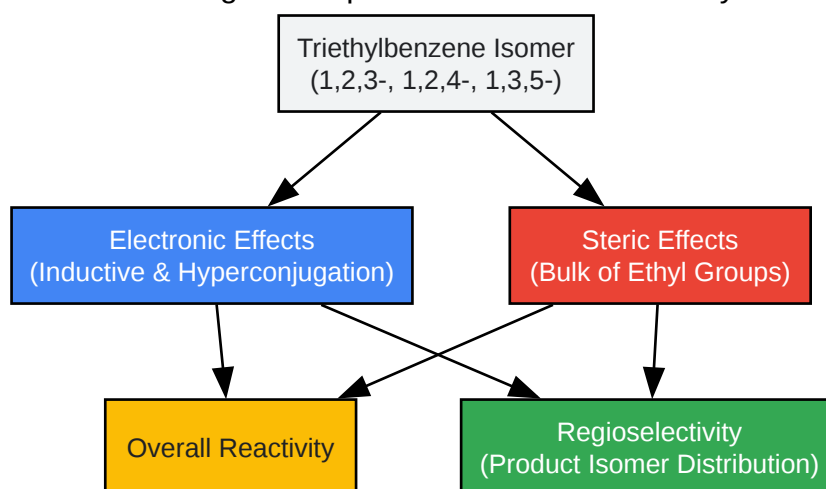 Triethylbenzene Isomer
(1,2,3-, 1,2,4-, 1,3,5-)
Electronic Effects
(Inductive & Hyperconjugation)
Steric Effects
(Bulk of Ethyl Groups)
Overall Reactivity
Regioselectivity
(Product Isomer Distribution)